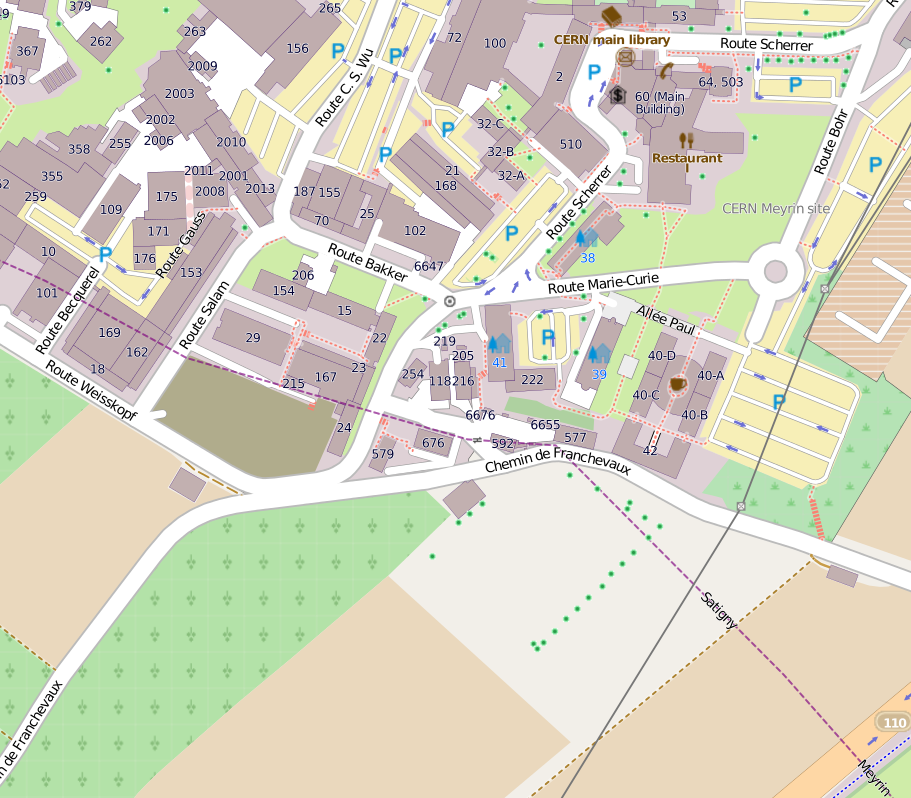 265
53
379
49
262
263
CERN main library
72
100
Route Scherrer
367
156
P
P
2009
P
2
64, 503
P
6103
2003
Route C. S. Wu
$
60 (Main
Building)
2002
32-C
P
255
2006
2010
Route Bohr
510
358
P
32-B
Restaurant
P
355
2011
2001
21
32-A
259
175
2008
2013
187
155
168
109
25
Route Scherrer
CERN Meyrin site
70
171
102
P
Route Gauss
10
P
176
38
153
6647
Route Bakker
206
Route Marie-Curie
101
154
Route Becquerel
Route Salam
15
Allée Paul
169
29
22
219
P
162
205
41
39
40-D
18
215
167
23
254
118
216
222
40-A
Route Weisskopf
40-C
P
6676
40-B
24
6655
676
592
577
42
579
Chemin de Franchevaux
Satigny
n de Franchevaux
110
Meyrin